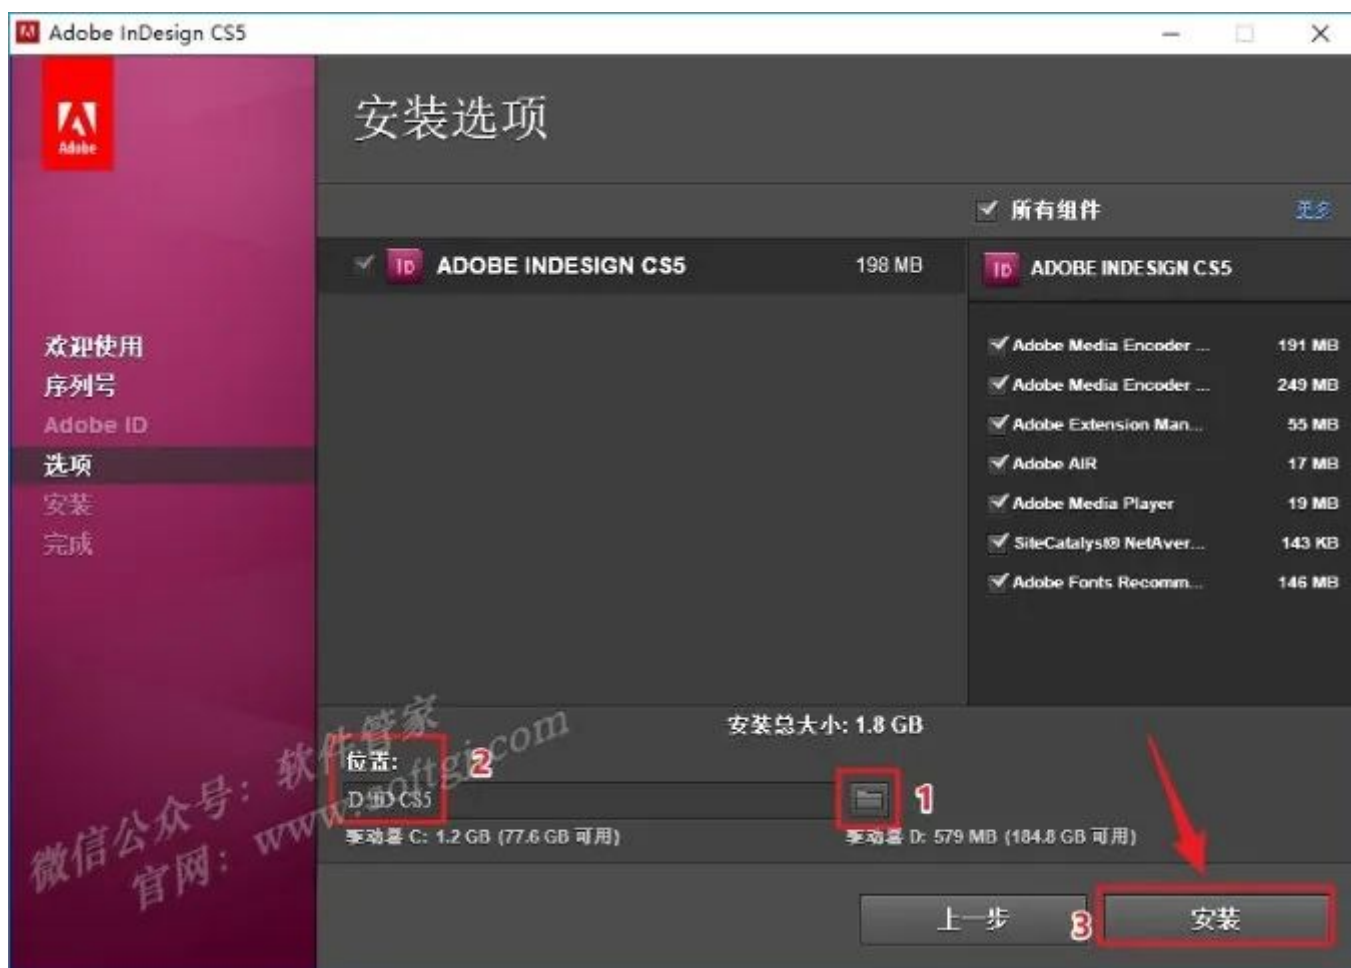 Adobe InDesign CS5
Adobe
安装选项
所有组件 更多
ADOBE INDESIGN CS5 198 MB
ADOBE INDESIGN CS5
欢迎使用
序列号
Adobe ID
选项
安装
完成
Adobe Media Encoder ... 191 MB
Adobe Media Encoder ... 249 MB
Adobe Extension Man... 55 MB
Adobe AIR 17 MB
Adobe Media Player 19 MB
SiteCatalyst® NetAver... 143 KB
Adobe Fonts Recomm... 146 MB
安装总大小: 1.8 GB
位置: 2
D:\ID CS5 1
驱动器 C: 1.2 GB (77.6 GB 可用) 驱动器 D: 579 MB (184.8 GB 可用)
上一步 3 安装
微信公众号：软件管家
官网：www.softgj.com